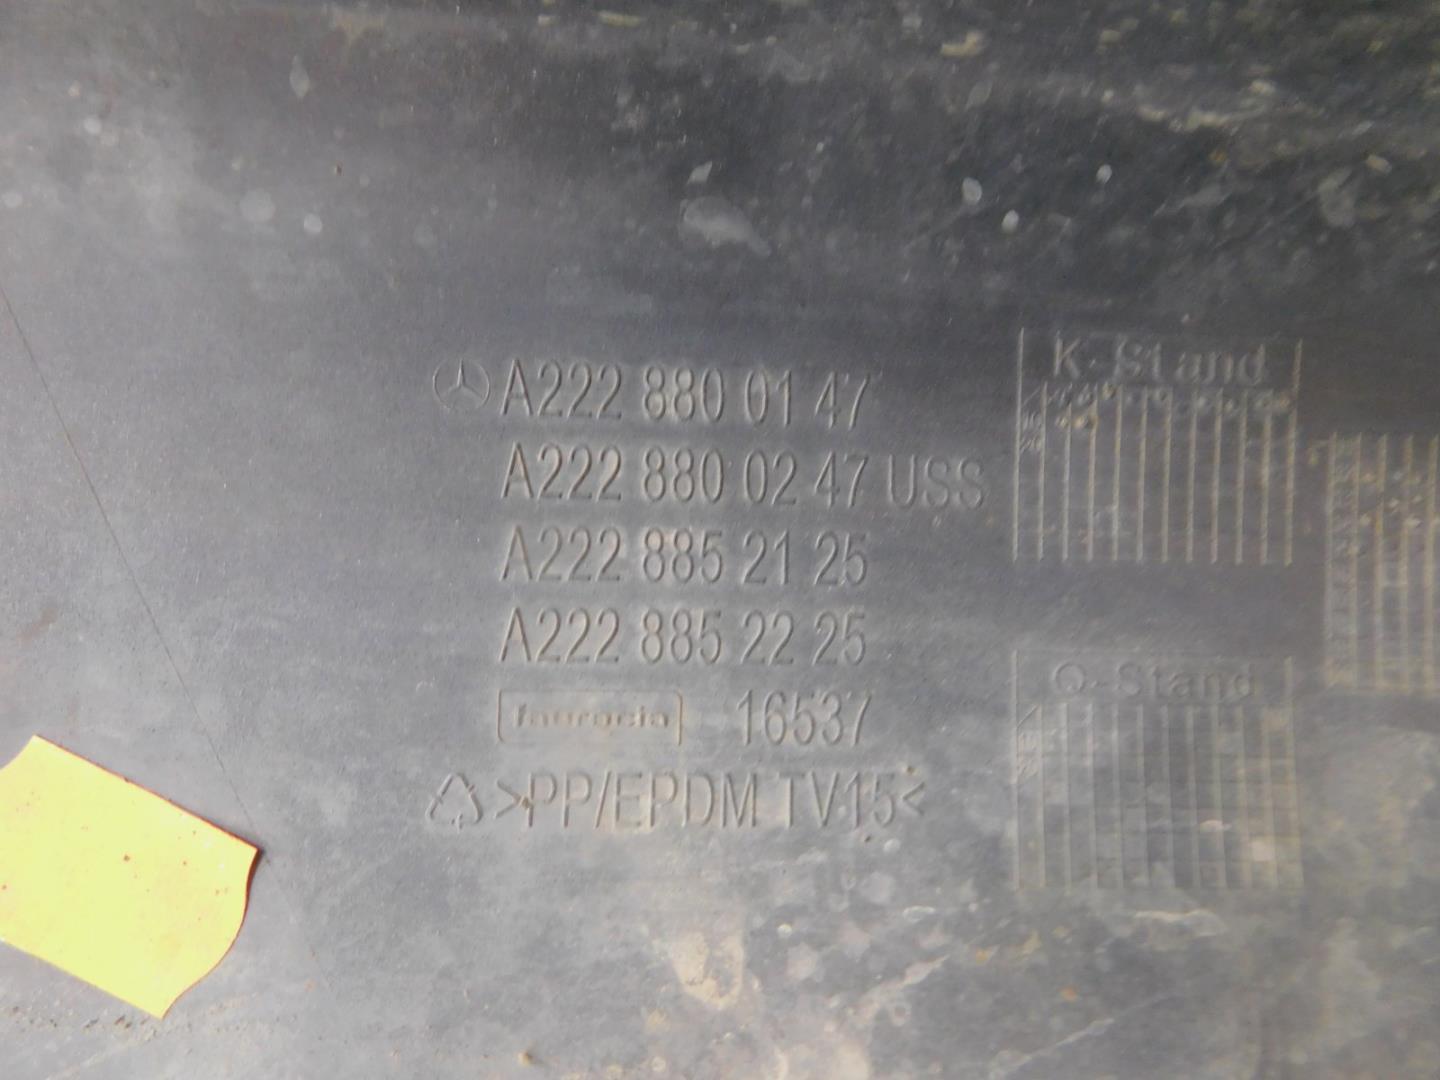 A222 880 01 47
A222 880 02 47 USS
A222 885 21 25
A222 885 22 25
faurecia 16537
>PP/EPDM TV15<
K-Stand
Q-Stand